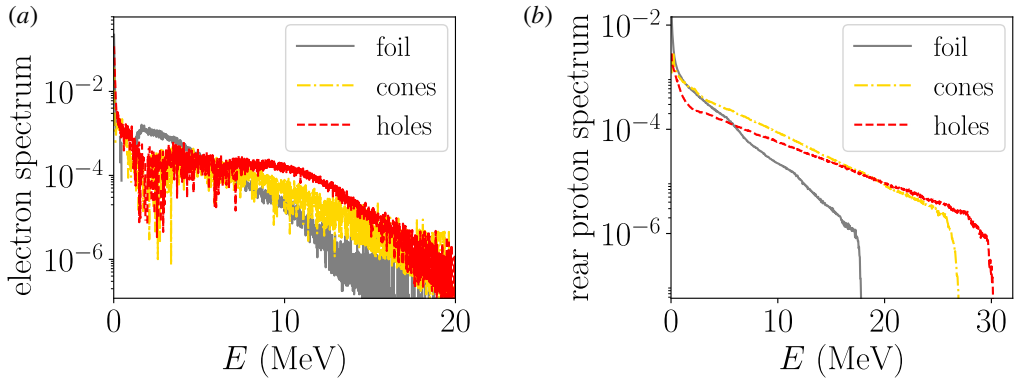 (a)
electron spectrum
10⁻²
10⁻⁴
10⁻⁶
foil
cones
holes
0
10
20
E (MeV)
(b)
rear proton spectrum
10⁻²
10⁻⁴
10⁻⁶
foil
cones
holes
0
10
20
30
E (MeV)